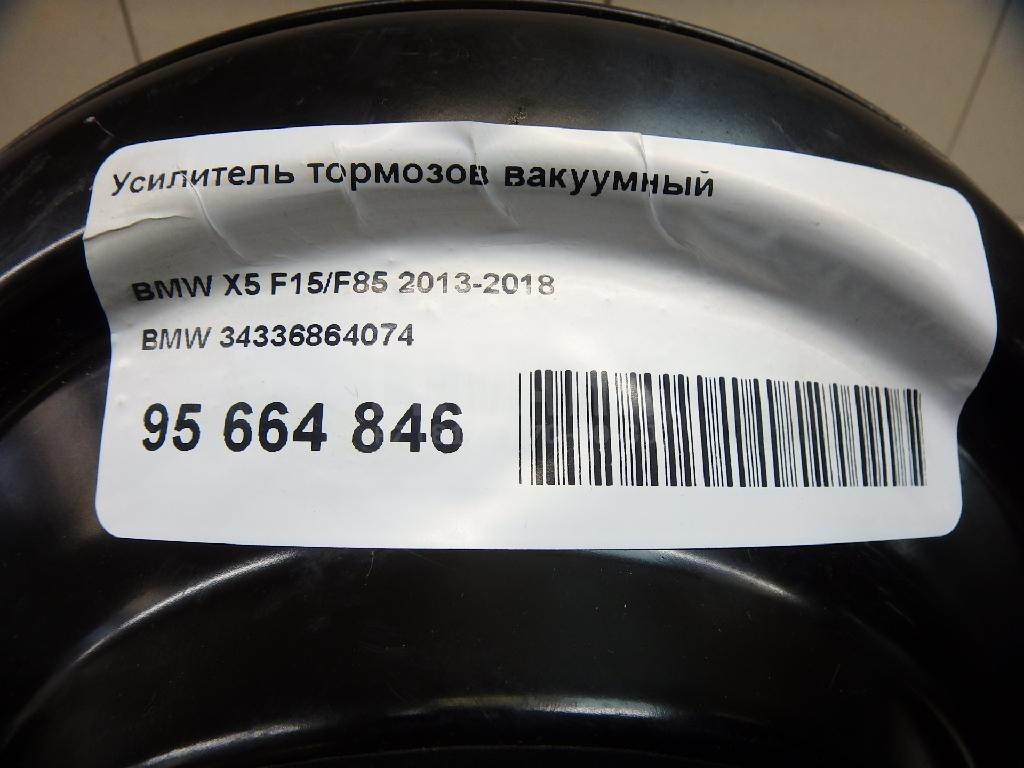 Усилитель тормозов вакуумный
BMW X5 F15/F85 2013-2018
BMW 34336864074
95 664 846